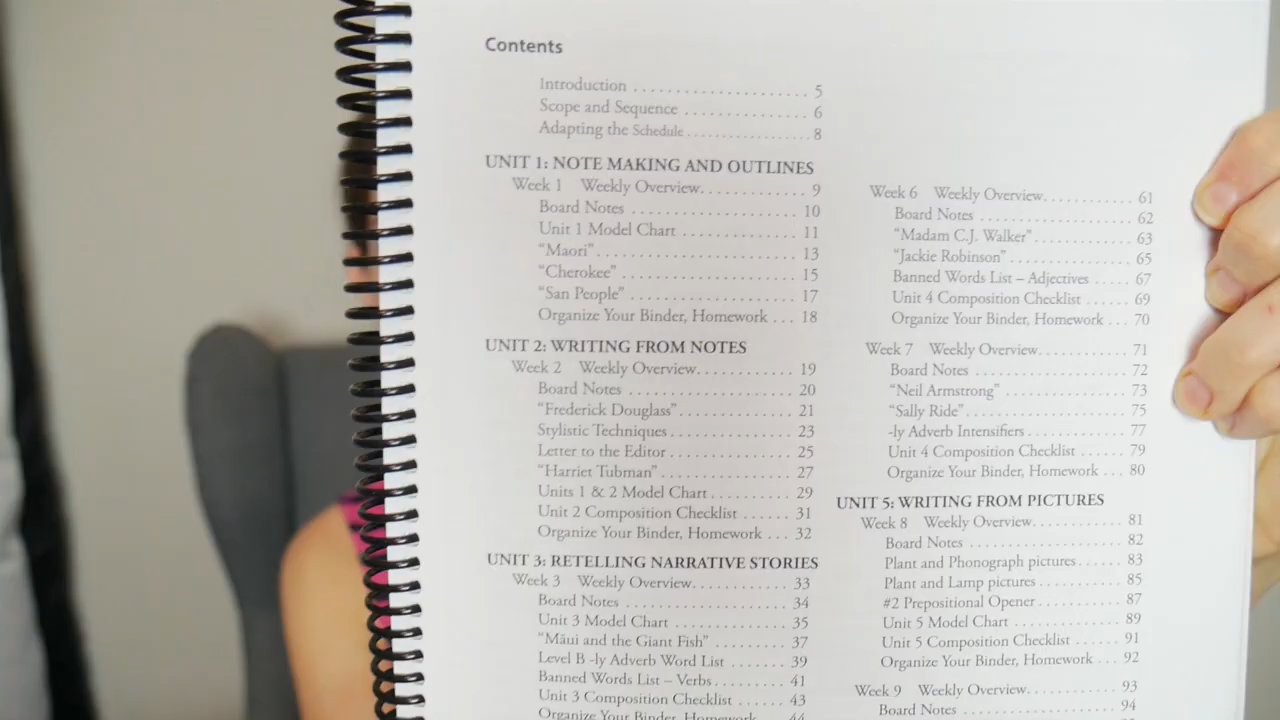 Contents
Introduction . . . . . . . . . . . . . . . . . . . . 5
Scope and Sequence . . . . . . . . . . . . . . 6
Adapting the Schedule . . . . . . . . . . . . . . 8
UNIT 1: NOTE MAKING AND OUTLINES
Week 1 Weekly Overview. . . . . . . . . . . . . 9
Board Notes . . . . . . . . . . . . . . . . . . . 10
Unit 1 Model Chart . . . . . . . . . . . . . . 11
“Maori” . . . . . . . . . . . . . . . . . . . . . . 13
“Cherokee” . . . . . . . . . . . . . . . . . . . . 15
“San People” . . . . . . . . . . . . . . . . . . . 17
Organize Your Binder, Homework . . . 18
UNIT 2: WRITING FROM NOTES
Week 2 Weekly Overview. . . . . . . . . . . . 19
Board Notes . . . . . . . . . . . . . . . . . . . 20
“Frederick Douglass” . . . . . . . . . . . . . . 21
Stylistic Techniques . . . . . . . . . . . . . . . 23
Letter to the Editor . . . . . . . . . . . . . . . 25
“Harriet Tubman” . . . . . . . . . . . . . . . . 27
Units 1 & 2 Model Chart . . . . . . . . . . . 29
Unit 2 Composition Checklist . . . . . . . 31
Organize Your Binder, Homework . . . 32
UNIT 3: RETELLING NARRATIVE STORIES
Week 3 Weekly Overview. . . . . . . . . . . . 33
Board Notes . . . . . . . . . . . . . . . . . . . 34
Unit 3 Model Chart . . . . . . . . . . . . . . 35
“Māui and the Giant Fish” . . . . . . . . . . 37
Level B -ly Adverb Word List . . . . . . . . 39
Banned Words List – Verbs . . . . . . . . . . 41
Unit 3 Composition Checklist . . . . . . . 43
Organize Your Binder, Homework . . . 44
Week 6 Weekly Overview. . . . . . . . . . . . 61
Board Notes . . . . . . . . . . . . . . . . . . . 62
“Madam C.J. Walker” . . . . . . . . . . . . . 63
“Jackie Robinson” . . . . . . . . . . . . . . . . 65
Banned Words List – Adjectives . . . . . 67
Unit 4 Composition Checklist . . . . . . 69
Organize Your Binder, Homework . . . 70
Week 7 Weekly Overview. . . . . . . . . . . . 71
Board Notes . . . . . . . . . . . . . . . . . . . 72
“Neil Armstrong” . . . . . . . . . . . . . . . . 73
“Sally Ride” . . . . . . . . . . . . . . . . . . . . 75
-ly Adverb Intensifiers . . . . . . . . . . . . . 77
Unit 4 Composition Checklist . . . . . . . 79
Organize Your Binder, Homework . . . 80
UNIT 5: WRITING FROM PICTURES
Week 8 Weekly Overview. . . . . . . . . . . . 81
Board Notes . . . . . . . . . . . . . . . . . . . 82
Plant and Phonograph pictures . . . . . . 83
Plant and Lamp pictures . . . . . . . . . . . 85
#2 Prepositional Opener . . . . . . . . . . . 87
Unit 5 Model Chart . . . . . . . . . . . . . . 89
Unit 5 Composition Checklist . . . . . . . 91
Organize Your Binder, Homework . . . 92
Week 9 Weekly Overview. . . . . . . . . . . . 93
Board Notes . . . . . . . . . . . . . . . . . . . 94